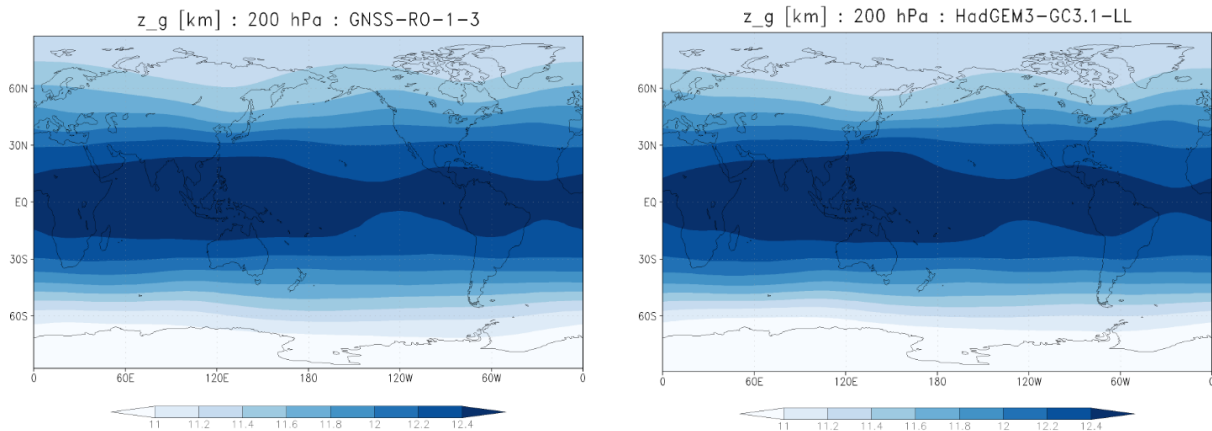 z_g [km] : 200 hPa : GNSS-RO-1-3
60N
30N
EQ
30S
60S
0 60E 120E 180 120W 60W 0
11 11.2 11.4 11.6 11.8 12 12.2 12.4
z_g [km] : 200 hPa : HadGEM3-GC3.1-LL
60N
30N
EQ
30S
60S
0 60E 120E 180 120W 60W 0
11 11.2 11.4 11.6 11.8 12 12.2 12.4